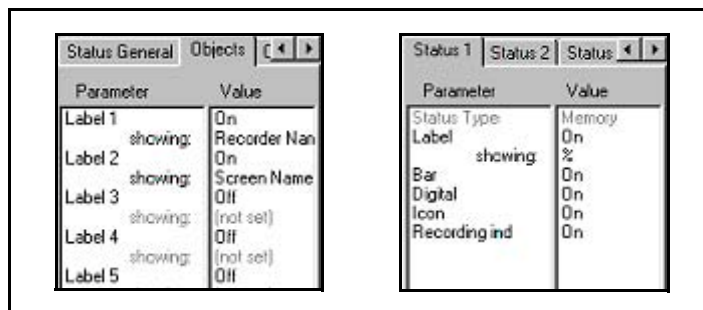 Status General Objects
Parameter Value
Label 1 On
showing: Recorder Nan
Label 2 On
showing: Screen Name
Label 3 Off
showing: (not set)
Label 4 Off
showing: (not set)
Label 5 Off
Status 1 Status 2 Status
Parameter Value
Status Type Memory
Label On
showing: %
Bar On
Digital On
Icon On
Recording ind On